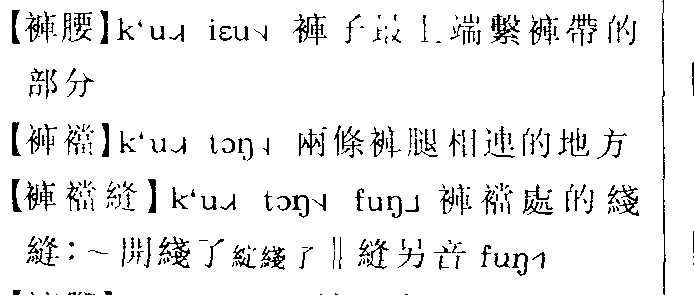 【褲腰】k‘u iɛu 褲子最上端繫褲帶的
部分
【褲襠】k‘u tɔŋ 兩條褲腿相連的地方
【褲襠縫】k‘u tɔŋ fuŋ˩ 褲襠處的綫
縫：～開綫了綻綫了‖縫另音 fuŋ